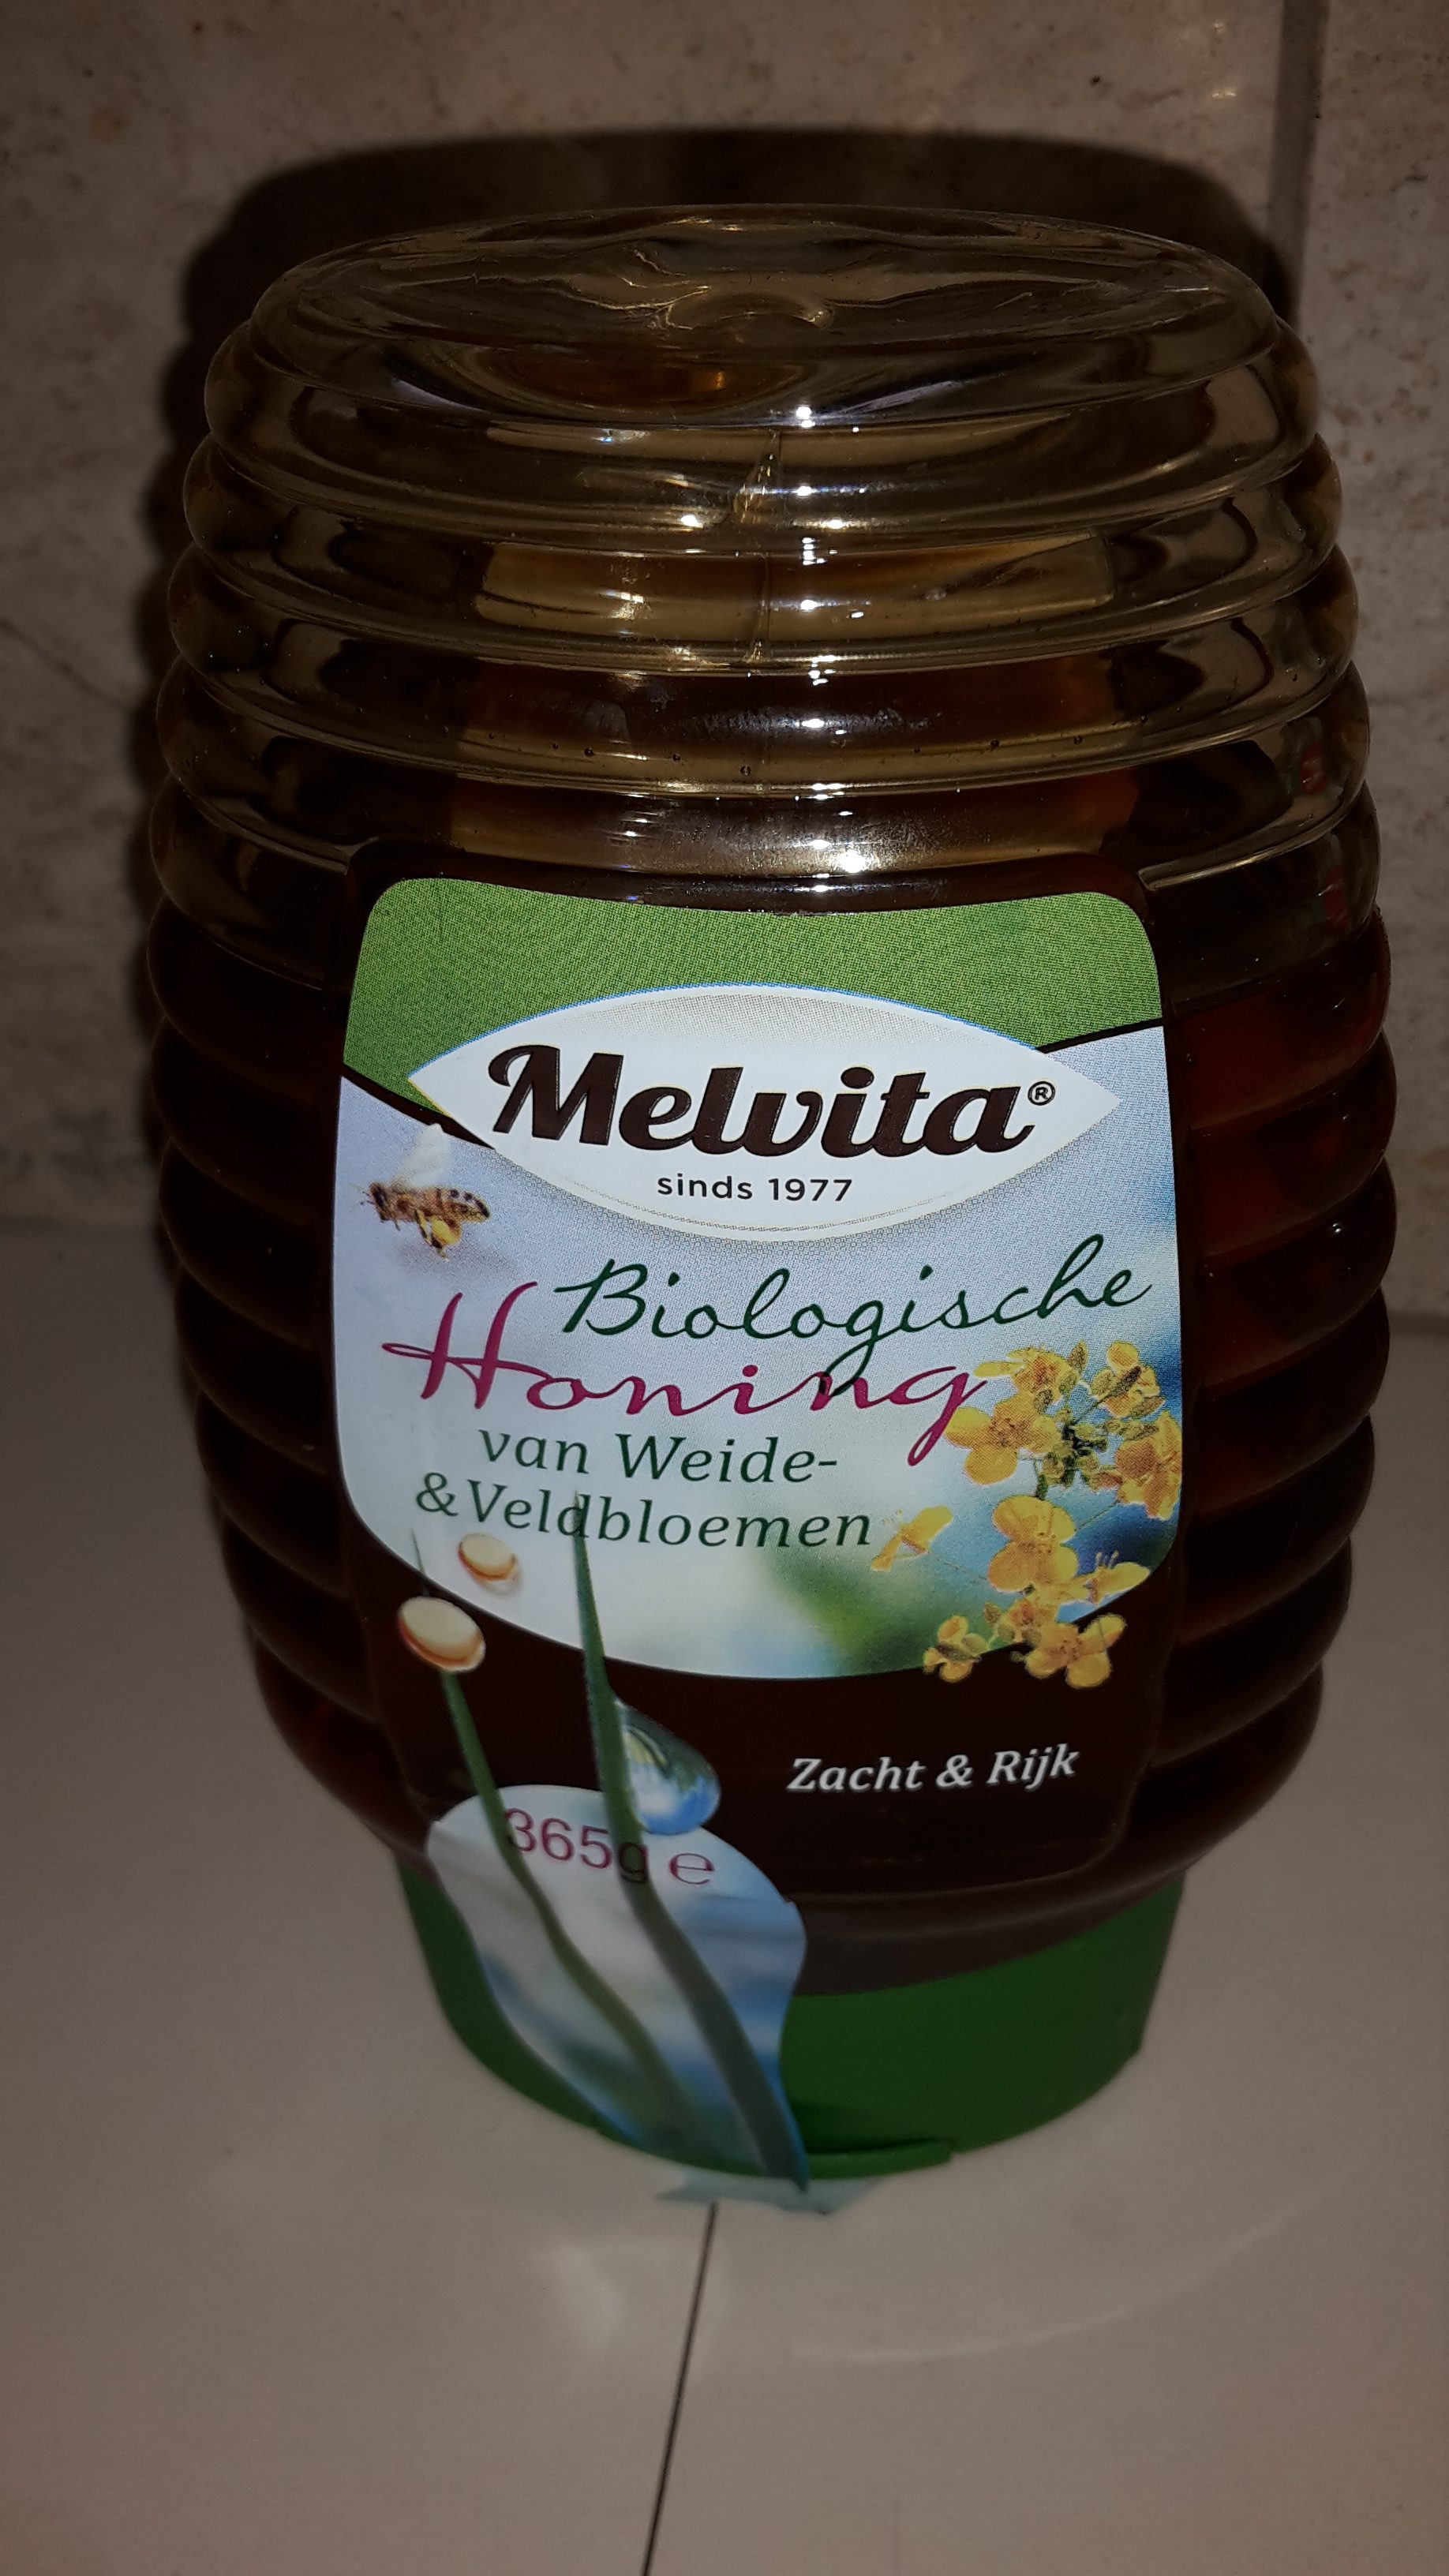 Melvita®
sinds 1977
Biologische
Honing
van Weide-
& Veldbloemen
Zacht & Rijk
365g ℮